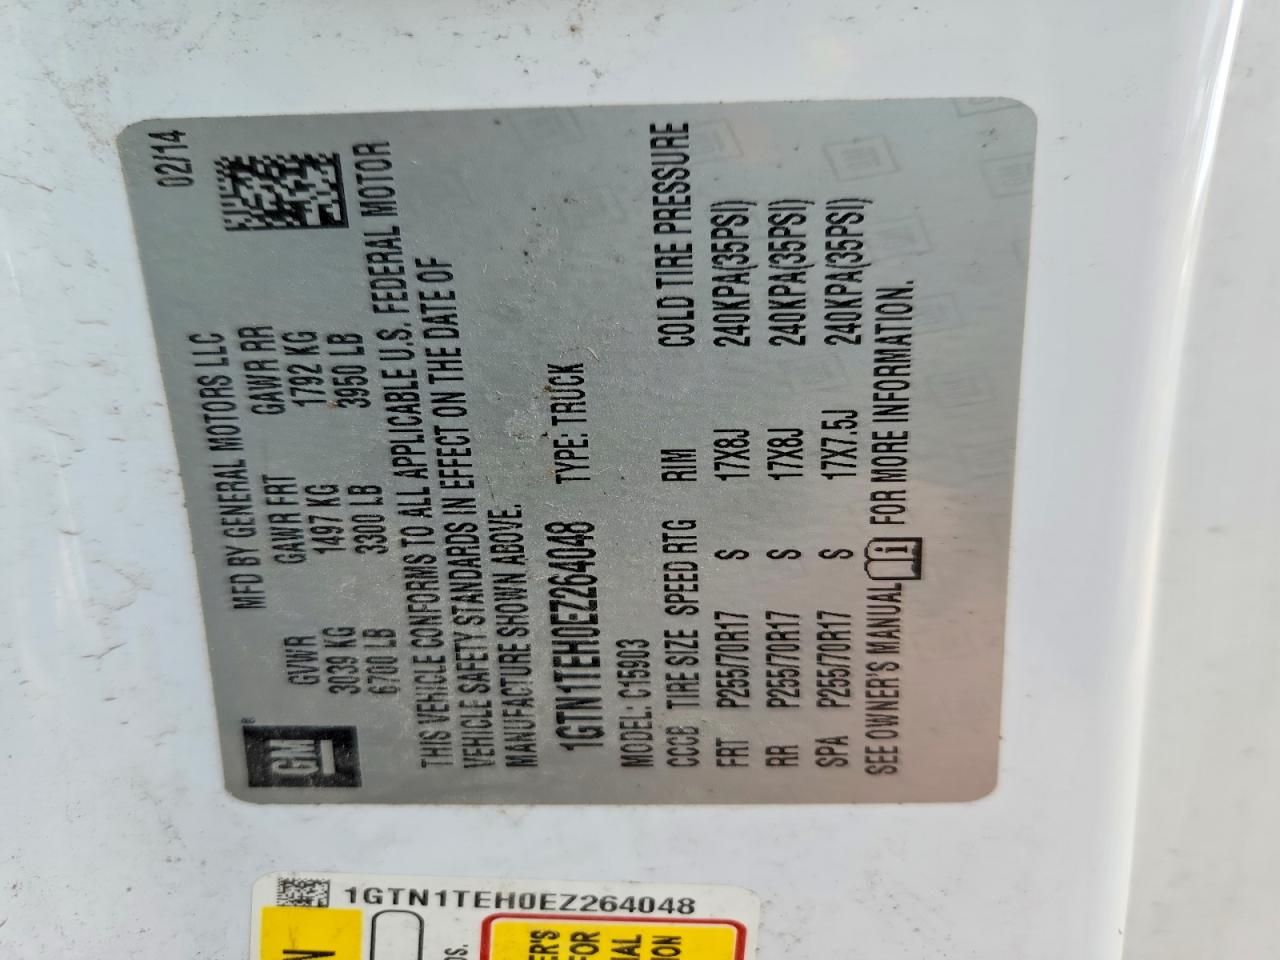 GM®
MFD BY GENERAL MOTORS LLC
02/14
GVWR GAWR FRT GAWR RR
3039 KG 1497 KG 1792 KG
6700 LB 3300 LB 3950 LB
THIS VEHICLE CONFORMS TO ALL APPLICABLE U.S. FEDERAL MOTOR
VEHICLE SAFETY STANDARDS IN EFFECT ON THE DATE OF
MANUFACTURE SHOWN ABOVE.
1GTN1TEH0EZ264048 TYPE: TRUCK
MODEL: C15903
CCCB TIRE SIZE SPEED RTG RIM COLD TIRE PRESSURE
FRT P255/70R17 S 17X8J 240KPA(35PSI)
RR P255/70R17 S 17X8J 240KPA(35PSI)
SPA P255/70R17 S 17X7.5J 240KPA(35PSI)
SEE OWNER'S MANUAL FOR MORE INFORMATION.
1GTN1TEH0EZ264048